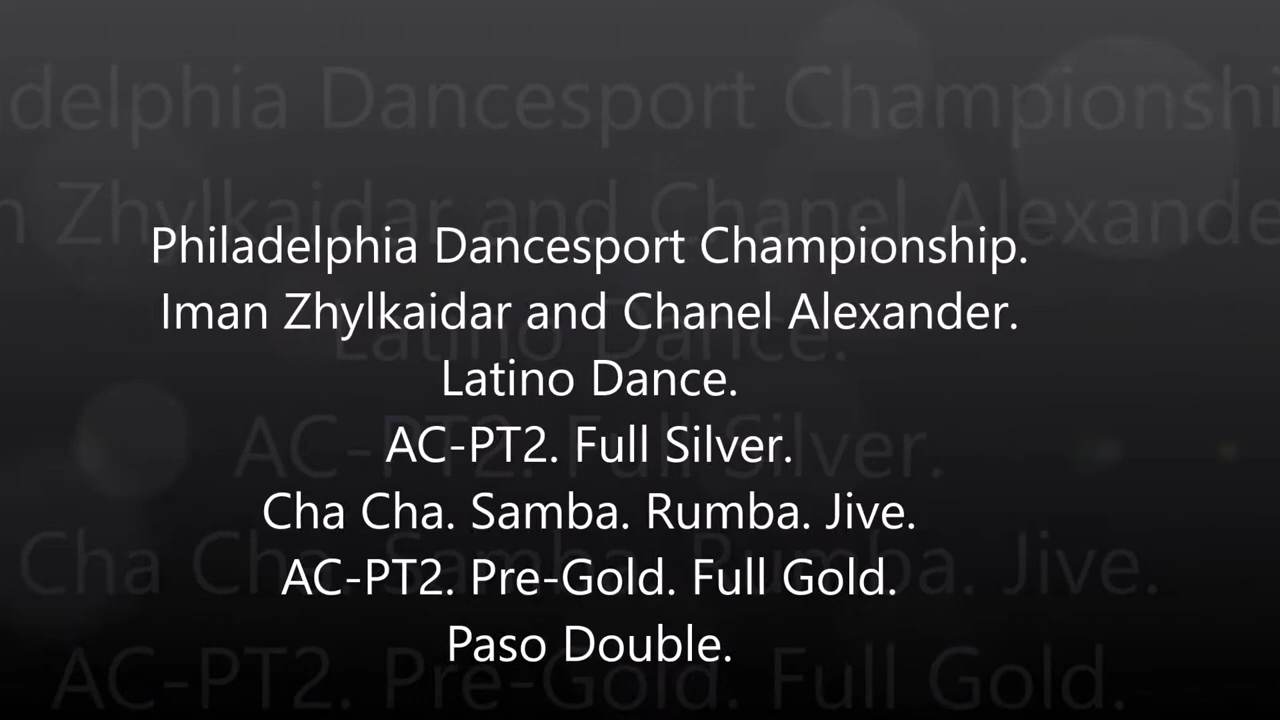 Philadelphia Dancesport Championship.
Iman Zhylkaidar and Chanel Alexander.
Latino Dance.
AC-PT2. Full Silver.
Cha Cha. Samba. Rumba. Jive.
AC-PT2. Pre-Gold. Full Gold.
Paso Double.